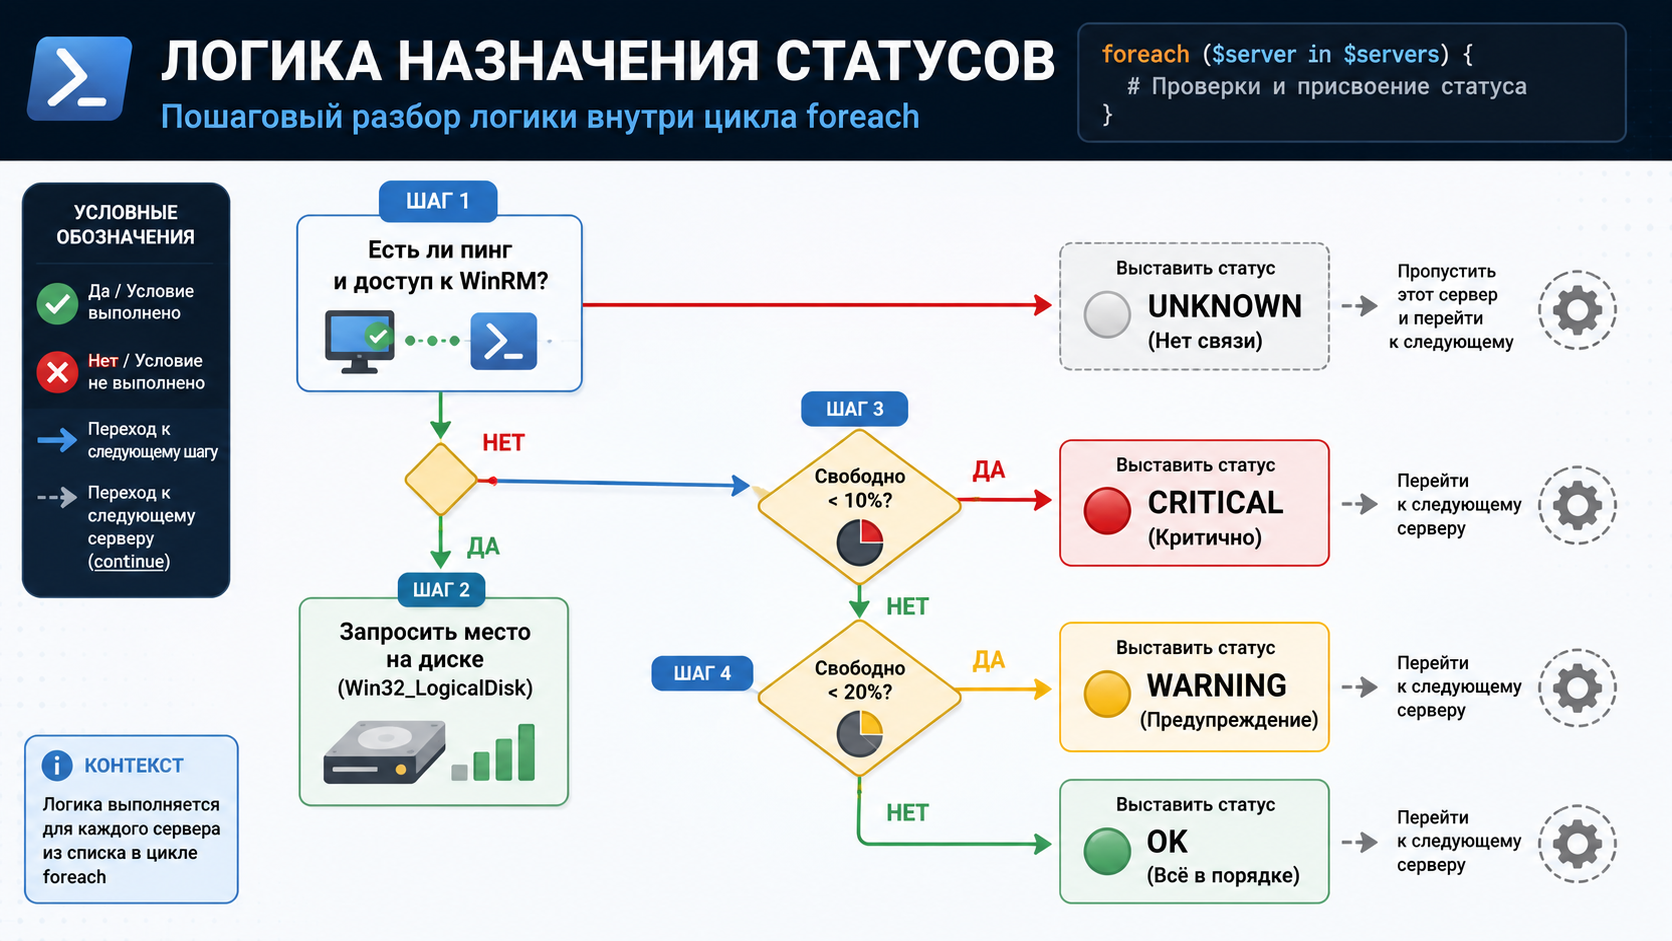 ЛОГИКА НАЗНАЧЕНИЯ СТАТУСОВ
Пошаговый разбор логики внутри цикла foreach
foreach ($server in $servers) {
# Проверки и присвоение статуса
}
УСЛОВНЫЕ
ОБОЗНАЧЕНИЯ
Да / Условие
выполнено
Нет / Условие
не выполнено
Переход к
следующему шагу
Переход к
следующему
серверу
(continue)
КОНТЕКСТ
Логика выполняется
для каждого сервера
из списка в цикле
foreach
ШАГ 1
Есть ли пинг
и доступ к WinRM?
НЕТ
ДА
ШАГ 2
Запросить место
на диске
(Win32_LogicalDisk)
ШАГ 3
Свободно
< 10%?
ДА
НЕТ
ШАГ 4
Свободно
< 20%?
ДА
НЕТ
Выставить статус
UNKNOWN
(Нет связи)
Пропустить
этот сервер
и перейти
к следующему
Выставить статус
CRITICAL
(Критично)
Перейти
к следующему
серверу
Выставить статус
WARNING
(Предупреждение)
Перейти
к следующему
серверу
Выставить статус
OK
(Всё в порядке)
Перейти
к следующему
серверу